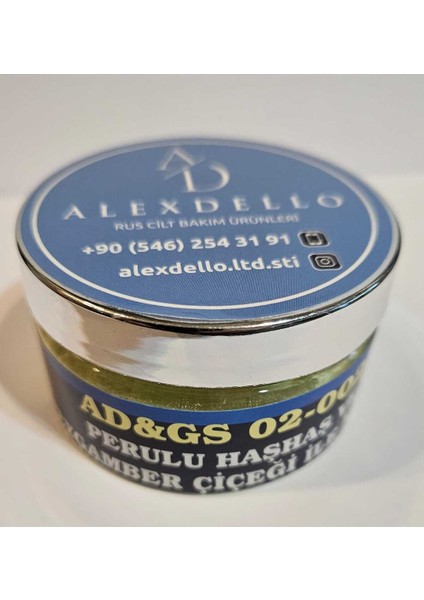 AD
ALEXDELLO
RUS CİLT BAKIM ÜRÜNLERİ
+90 (546) 254 31 91
alexdello.ltd.sti
AD&GS 02-00
PERULU HAŞHAŞ
ÇİÇEĞİ